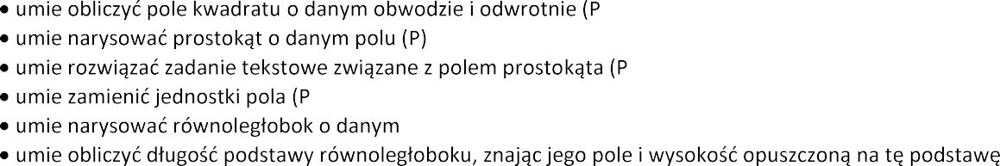 • umie obliczyć pole kwadratu o danym obwodzie i odwrotnie (P
• umie narysować prostokąt o danym polu (P)
• umie rozwiązać zadanie tekstowe związane z polem prostokąta (P
• umie zamienić jednostki pola (P
• umie narysować równoległobok o danym
• umie obliczyć długość podstawy równoległoboku, znając jego pole i wysokość opuszczoną na tę podstawę